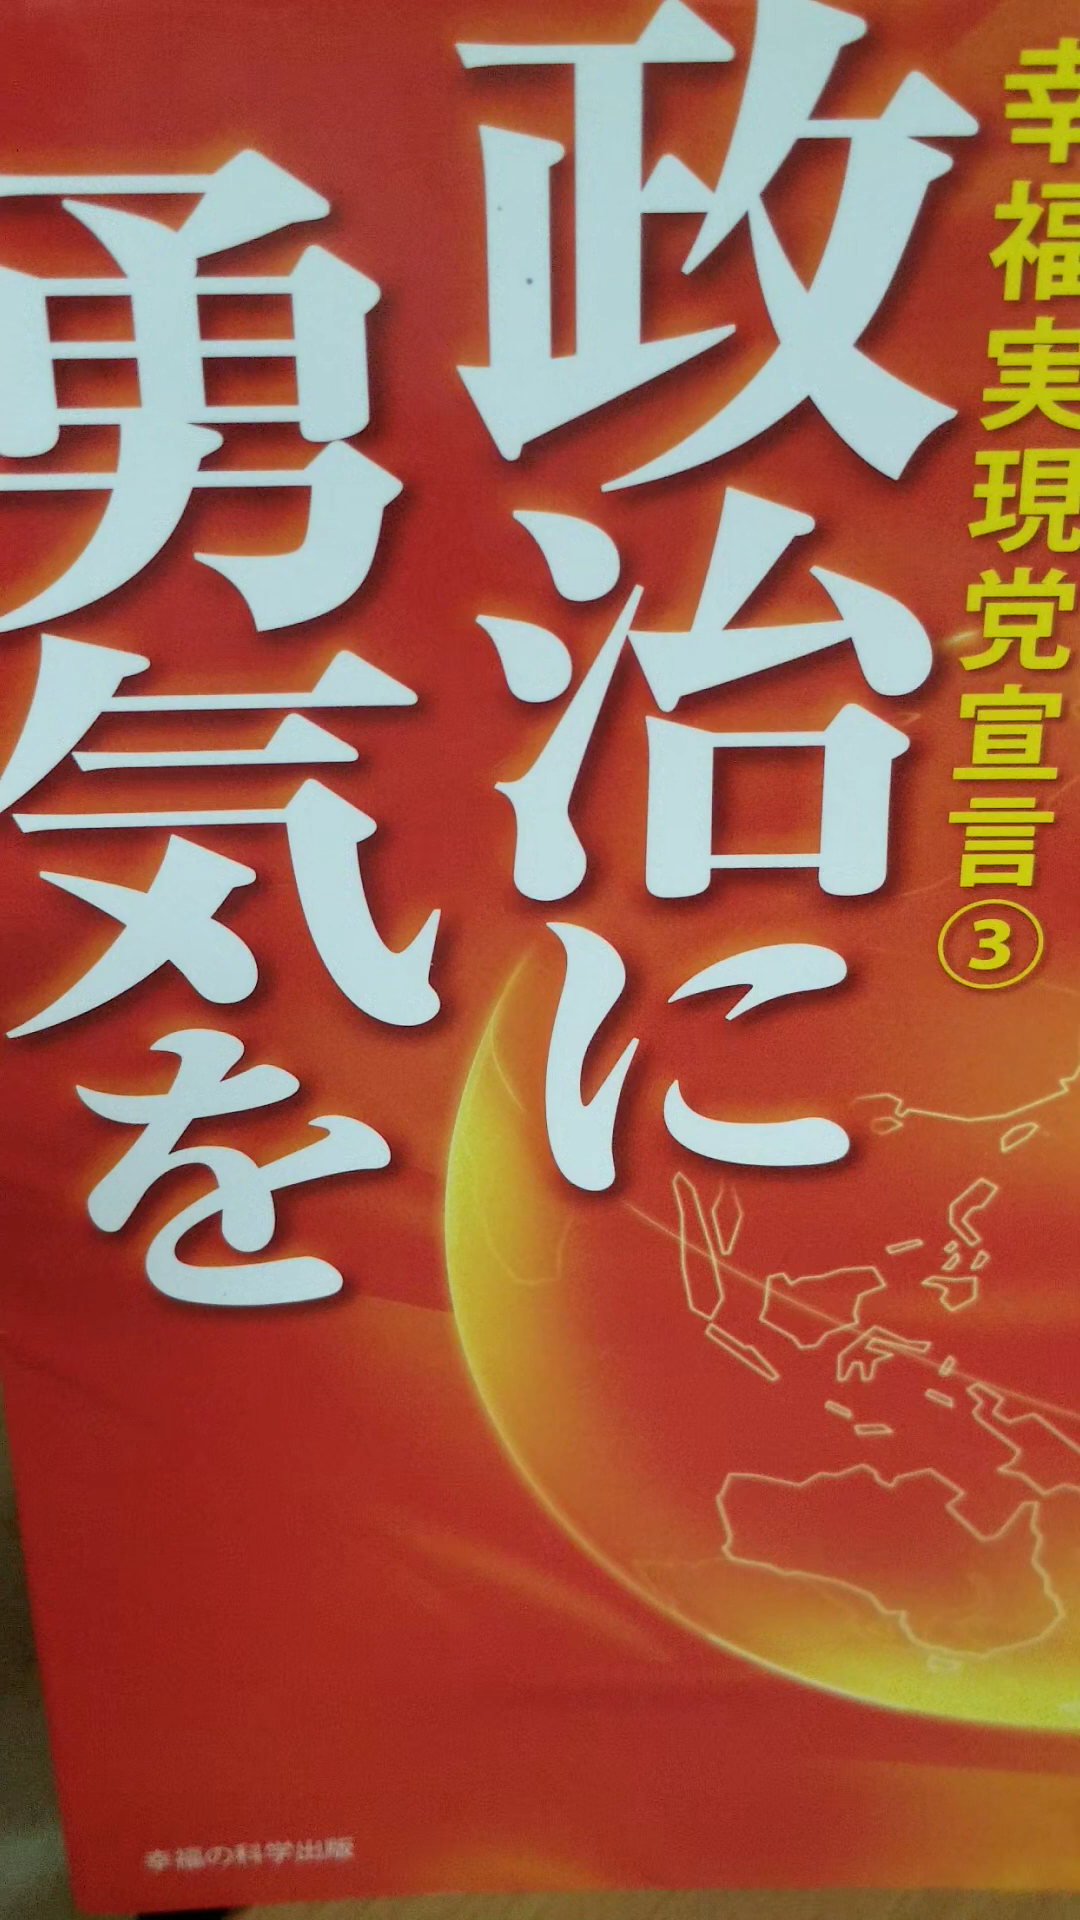 幸福実現党宣言③
政治に
勇気を
幸福の科学出版